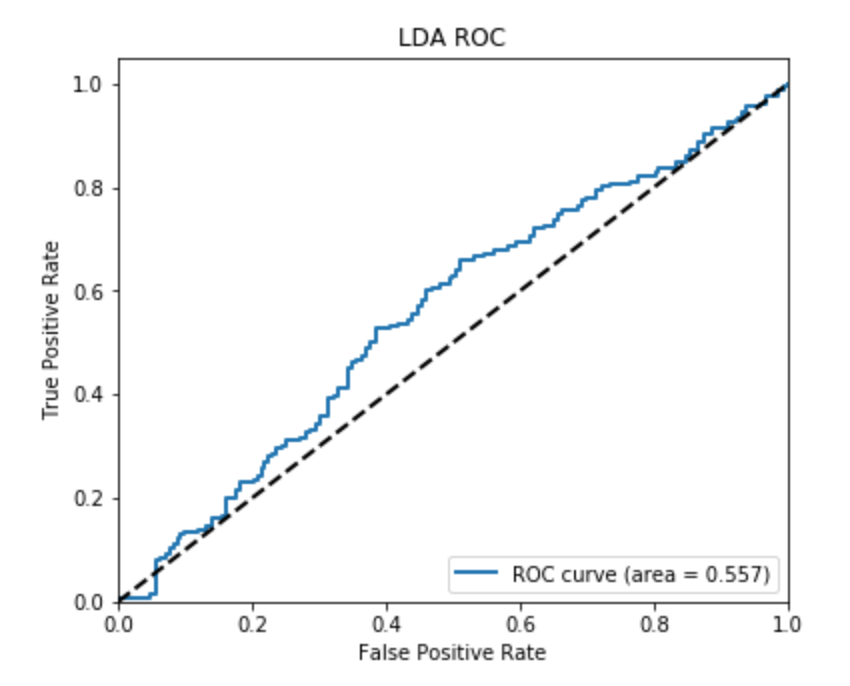 LDA ROC
1.0
0.8
0.6
0.4
0.2
0.0
True Positive Rate
ROC curve (area = 0.557)
0.0 0.2 0.4 0.6 0.8 1.0
False Positive Rate